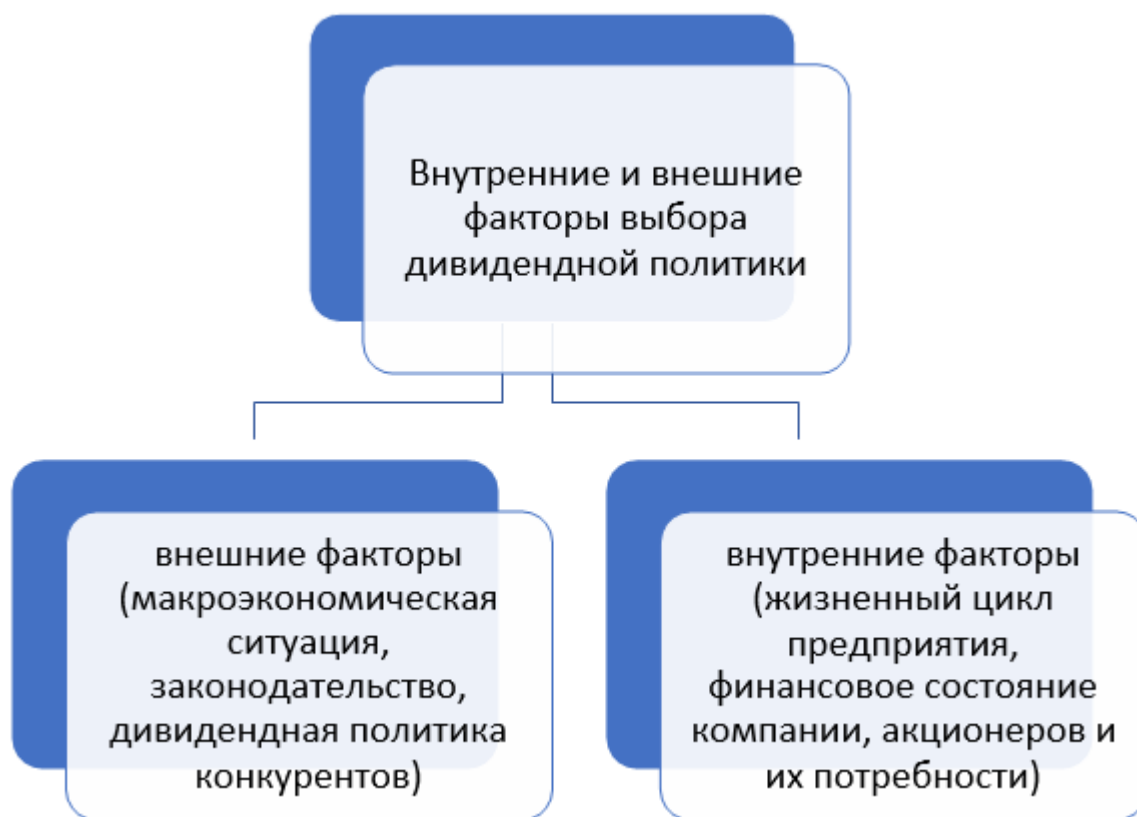 Внутренние и внешние
факторы выбора
дивидендной политики
внешние факторы
(макроэкономическая
ситуация,
законодательство,
дивидендная политика
конкурентов)
внутренние факторы
(жизненный цикл
предприятия,
финансовое состояние
компании, акционеров и
их потребности)